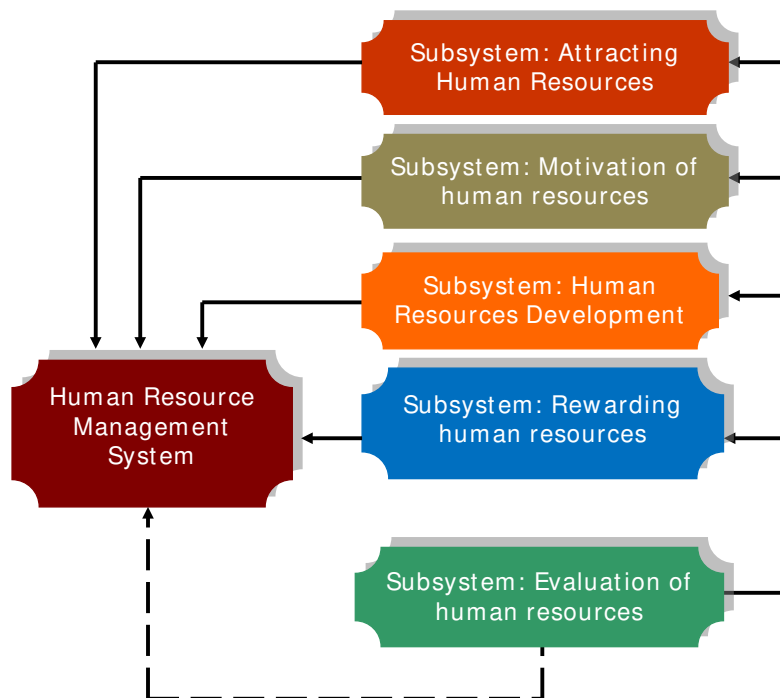 Subsystem: Attracting
Human Resources
Subsystem: Motivation of
human resources
Subsystem: Human
Resources Development
Human Resource
Management
System
Subsystem: Rewarding
human resources
Subsystem: Evaluation of
human resources